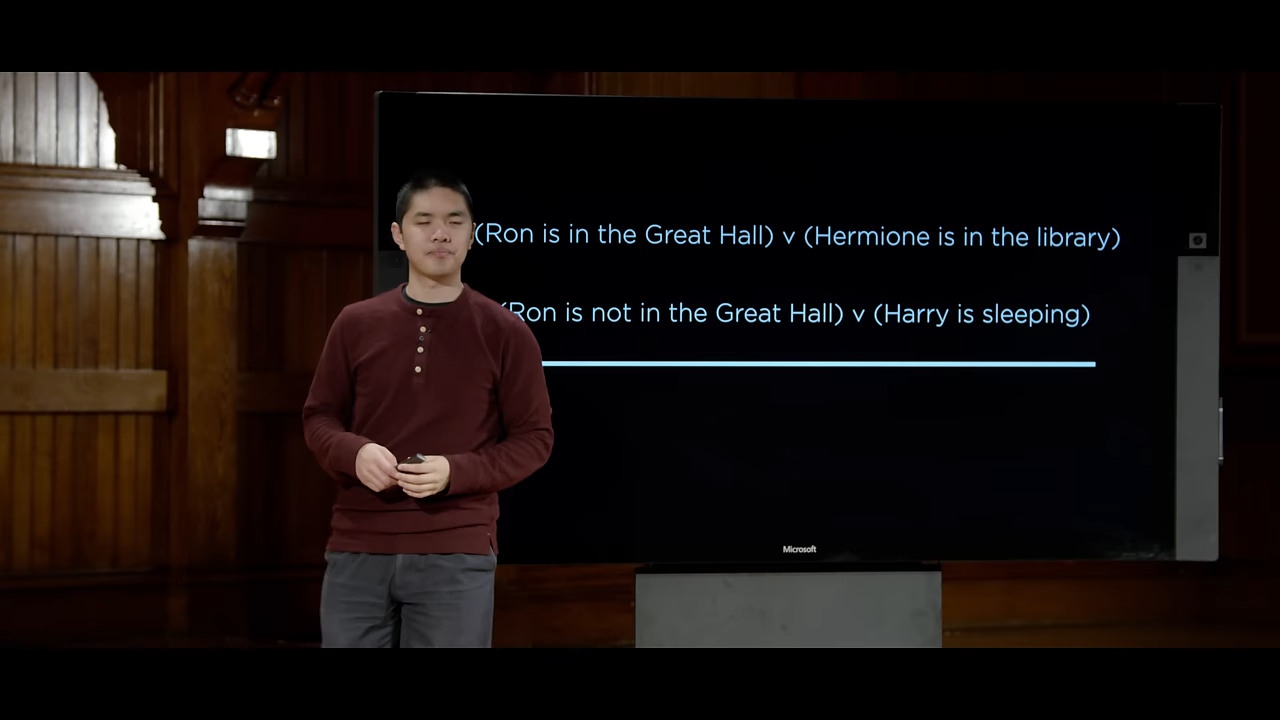 (Ron is in the Great Hall) v (Hermione is in the library)
(Ron is not in the Great Hall) v (Harry is sleeping)
Microsoft